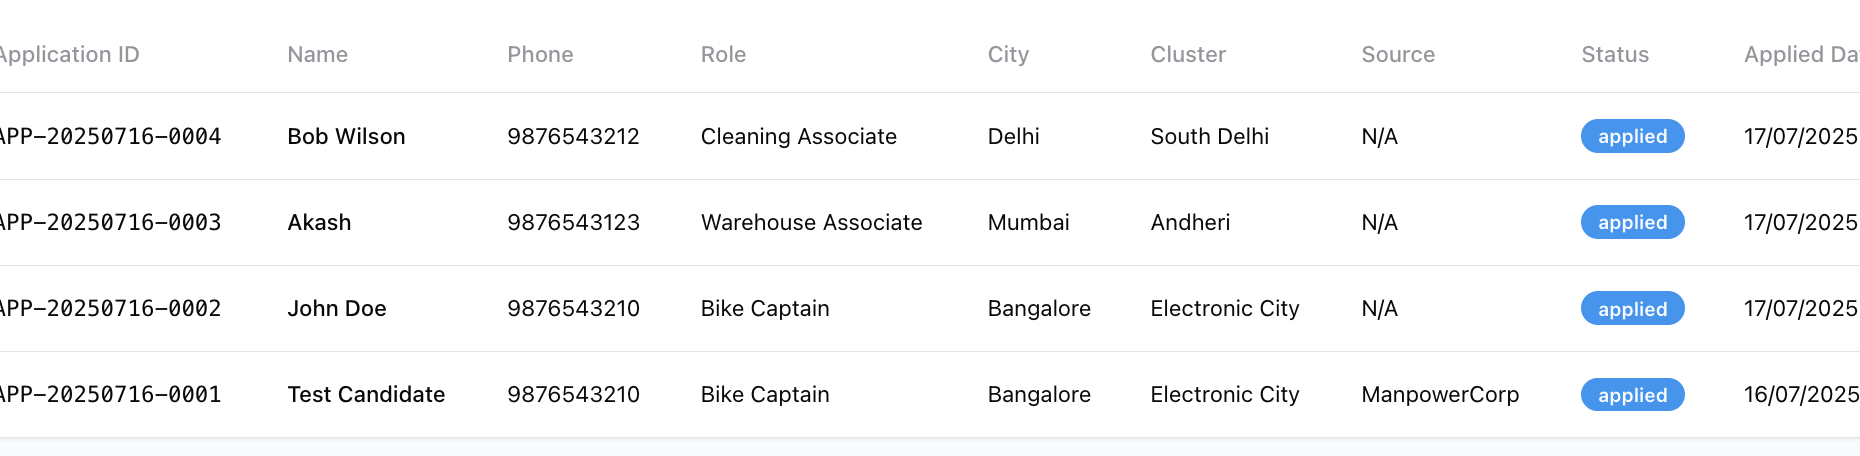 Application ID Name Phone Role City Cluster Source Status Applied Da
APP-20250716-0004 Bob Wilson 9876543212 Cleaning Associate Delhi South Delhi N/A applied 17/07/2025
APP-20250716-0003 Akash 9876543123 Warehouse Associate Mumbai Andheri N/A applied 17/07/2025
APP-20250716-0002 John Doe 9876543210 Bike Captain Bangalore Electronic City N/A applied 17/07/2025
APP-20250716-0001 Test Candidate 9876543210 Bike Captain Bangalore Electronic City ManpowerCorp applied 16/07/2025